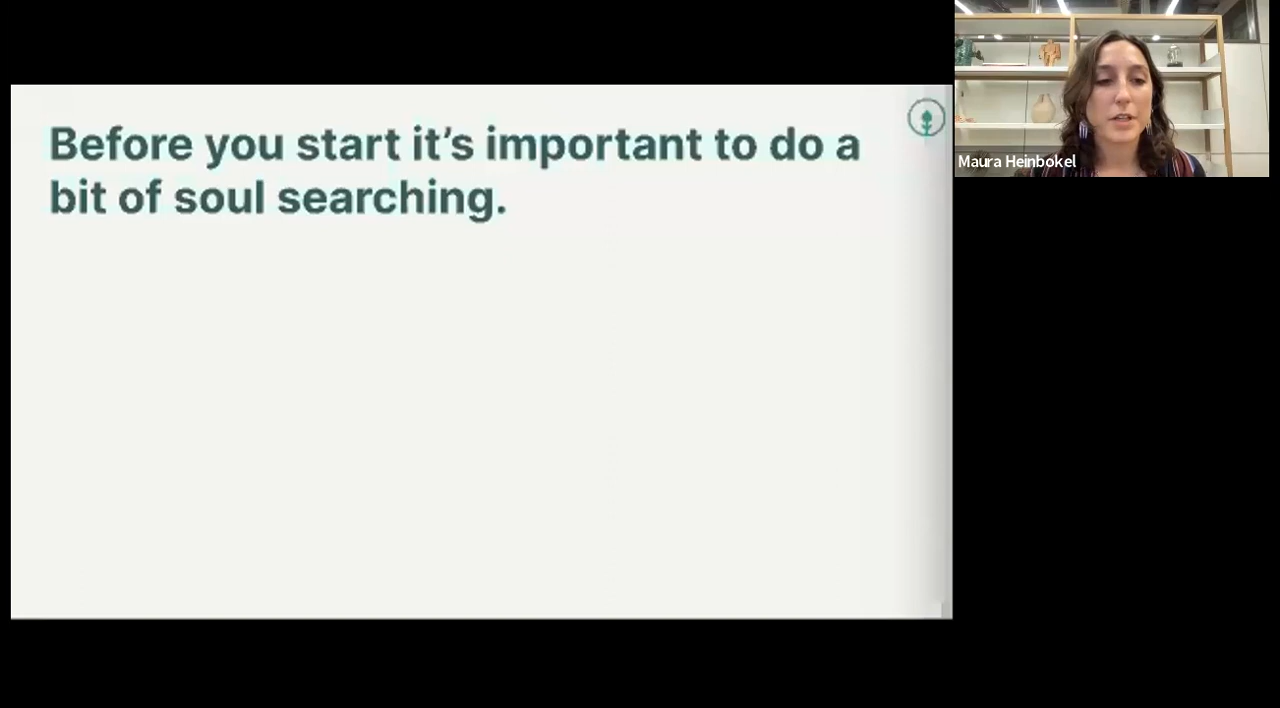 Before you start it’s important to do a
bit of soul searching.
Maura Heinbokel